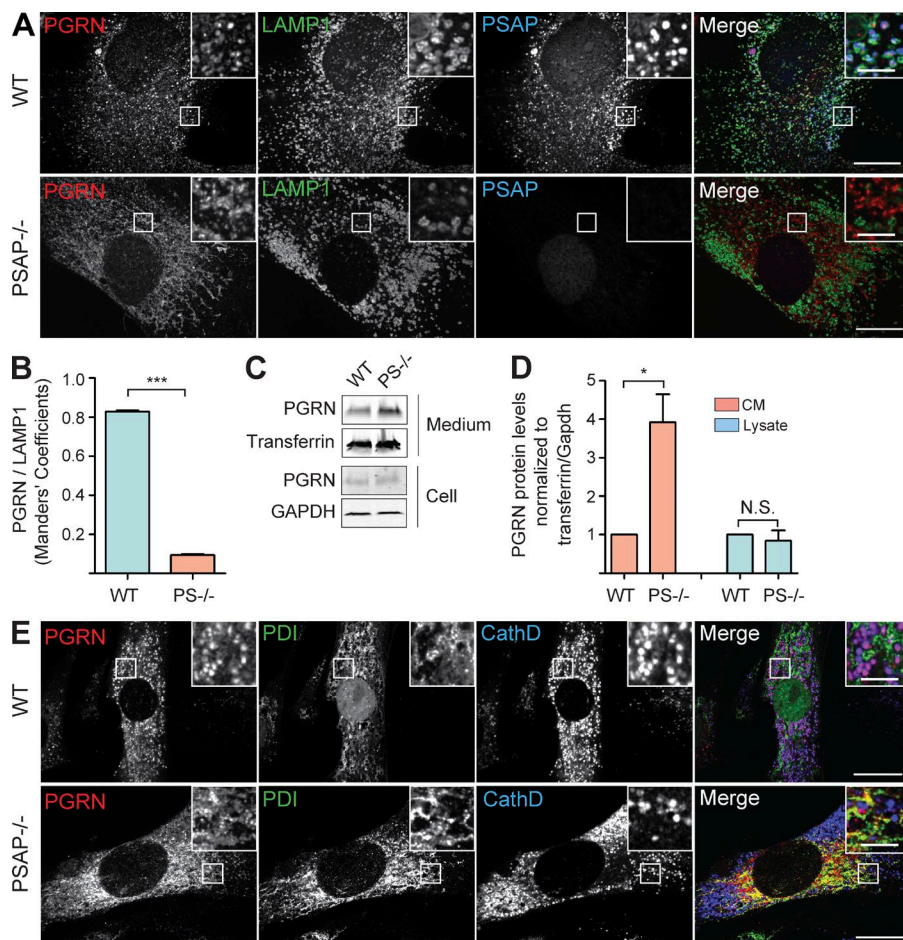 A
PGRN
LAMP1
PSAP
Merge
WT
PGRN
LAMP1
PSAP
Merge
PSAP-/-
B
PGRN / LAMP1
(Manders' Coefficients)
1.0
0.8
0.6
0.4
0.2
***
WT
PS-/-
C
WT
PS-/-
PGRN
Transferrin
Medium
PGRN
GAPDH
Cell
D
PGRN protein levels
normalized to
transferrin/Gapdh
5
4
3
2
1
*
N.S.
CM
Lysate
WT
PS-/-
WT
PS-/-
E
PGRN
PDI
CathD
Merge
WT
PGRN
PDI
CathD
Merge
PSAP-/-